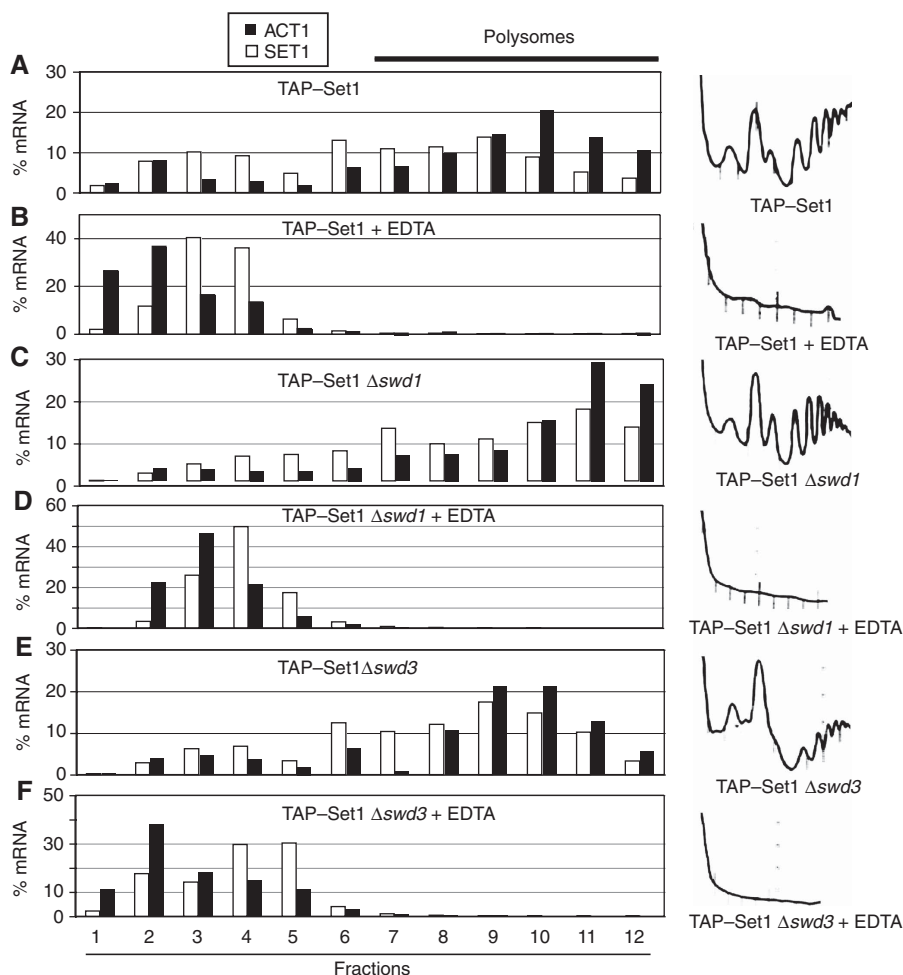 ACT1
SET1
Polysomes
A
30
20
10
0
% mRNA
TAP–Set1
TAP–Set1
B
40
20
0
% mRNA
TAP–Set1 + EDTA
TAP–Set1 + EDTA
C
30
20
10
0
% mRNA
TAP–Set1 Δswd1
TAP–Set1 Δswd1
D
60
40
20
0
% mRNA
TAP–Set1 Δswd1 + EDTA
TAP–Set1 Δswd1 + EDTA
E
30
20
10
0
% mRNA
TAP–Set1Δswd3
TAP–Set1 Δswd3
F
50
30
10
0
% mRNA
TAP–Set1 Δswd3 + EDTA
TAP–Set1 Δswd3 + EDTA
1 2 3 4 5 6 7 8 9 10 11 12
Fractions